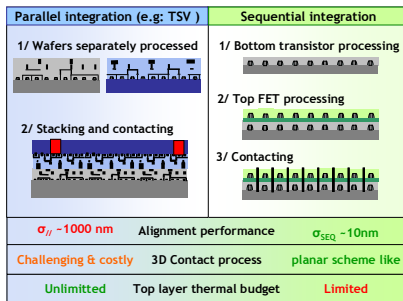 Parallel integration (e.g: TSV )
1/ Wafers separately processed
2/ Stacking and contacting
Sequential integration
1/ Bottom transistor processing
2/ Top FET processing
3/ Contacting
σ// ~1000 nm Alignment performance σSEQ ~10nm
Challenging & costly 3D Contact process planar scheme like
Unlimitted Top layer thermal budget Limited